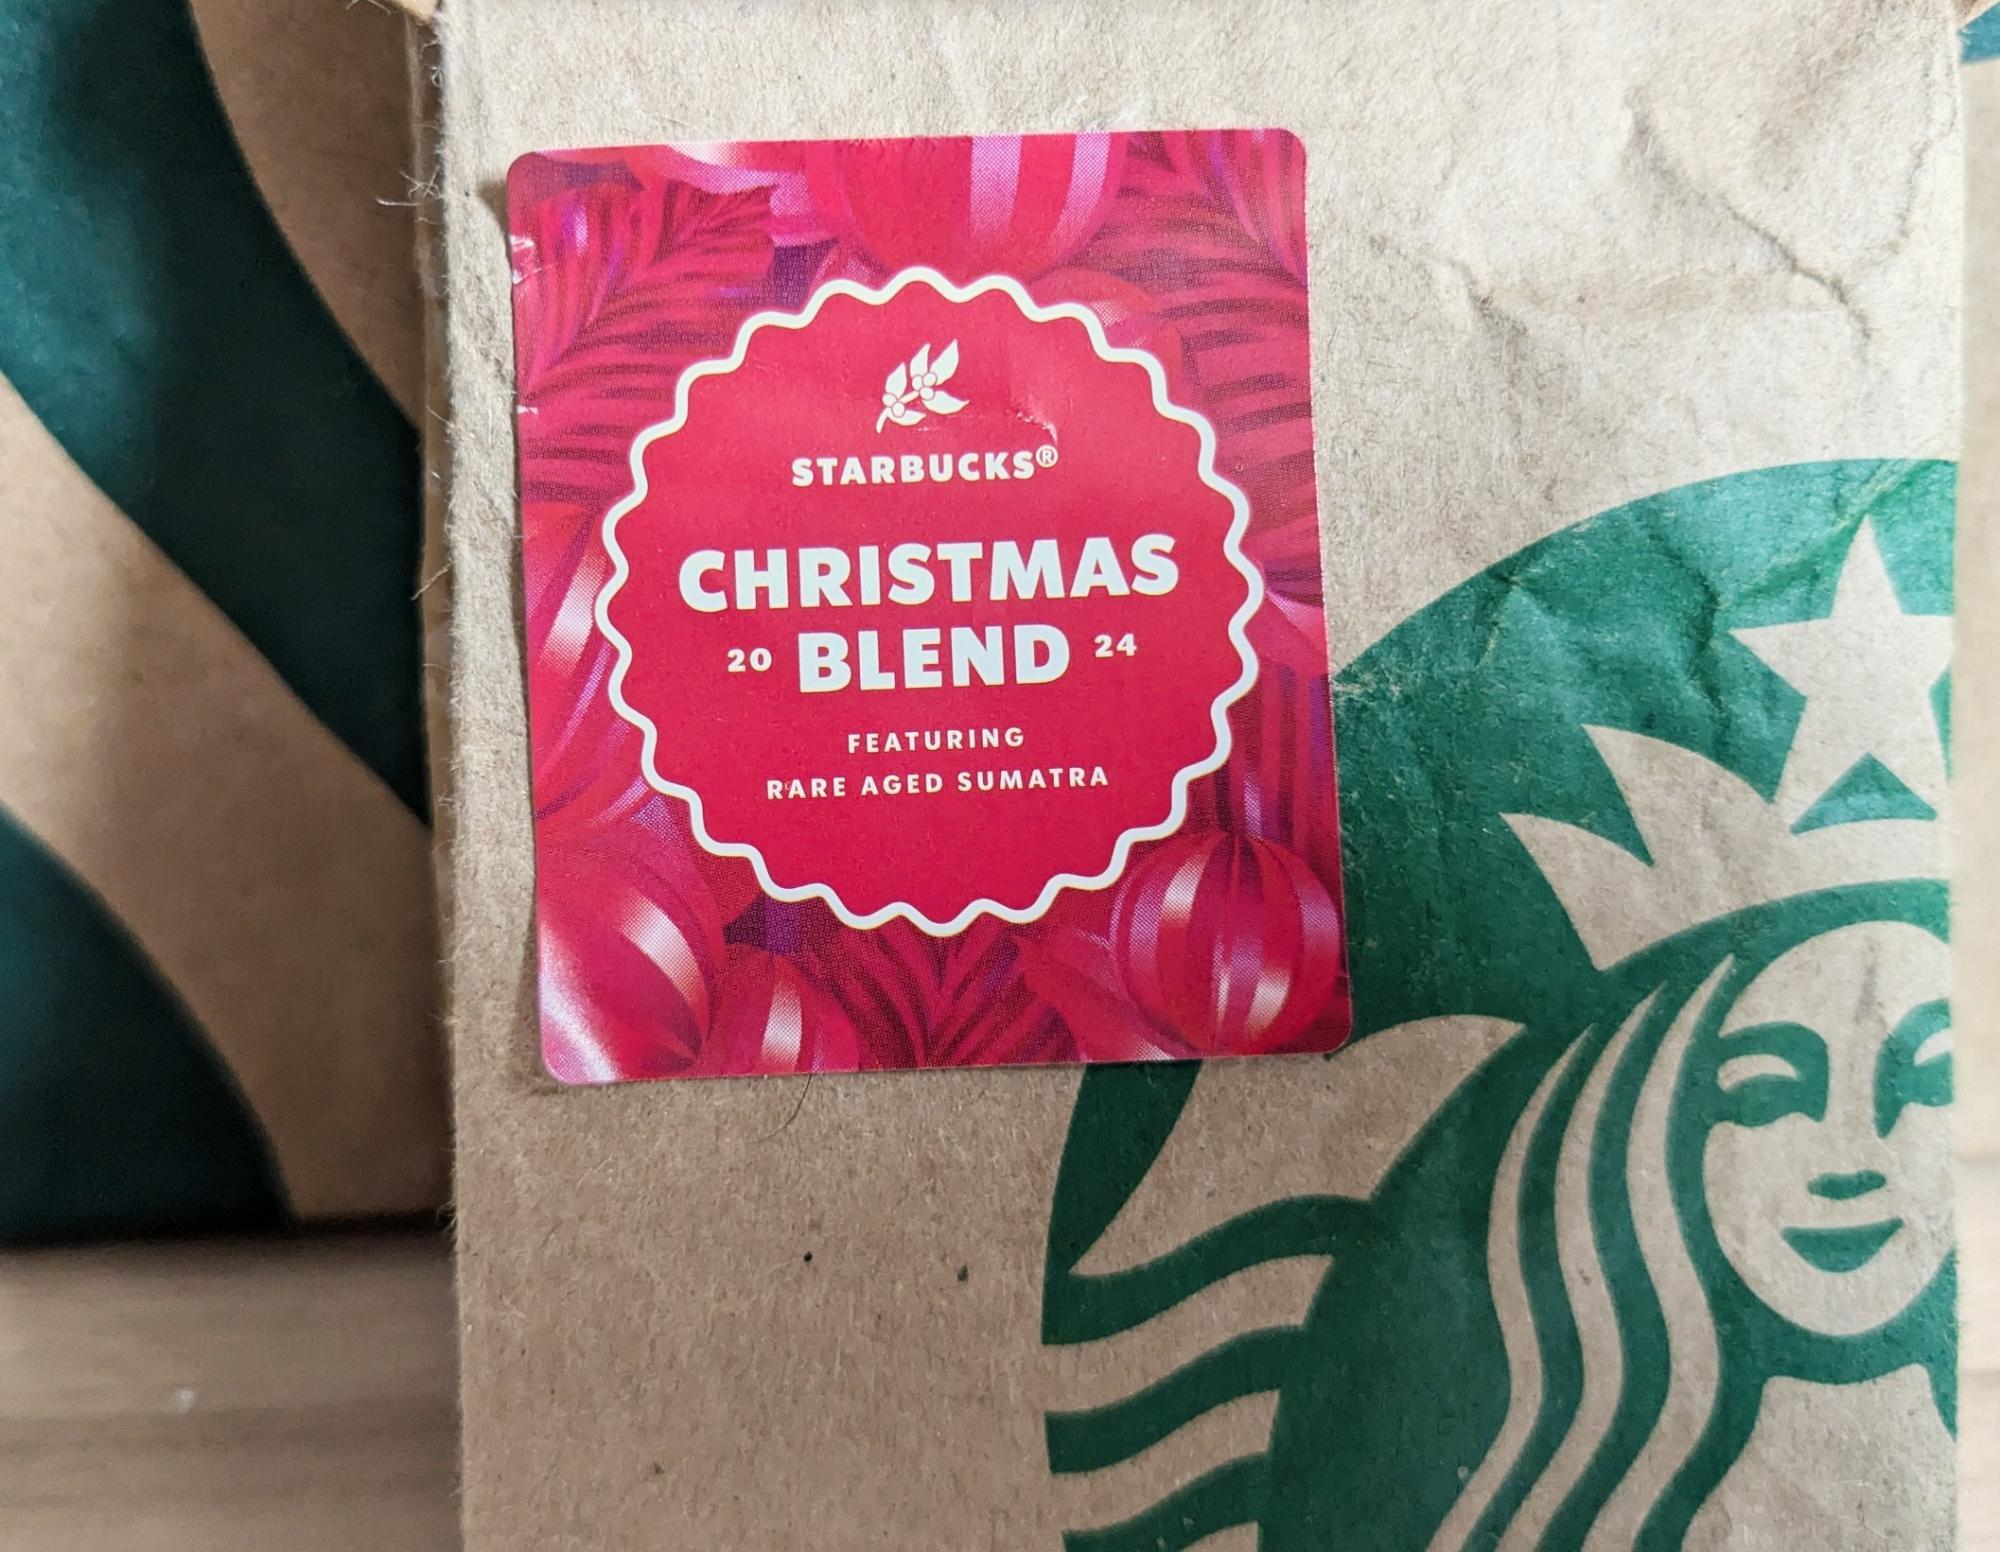 STARBUCKS®
CHRISTMAS
20 BLEND 24
FEATURING
RARE AGED SUMATRA